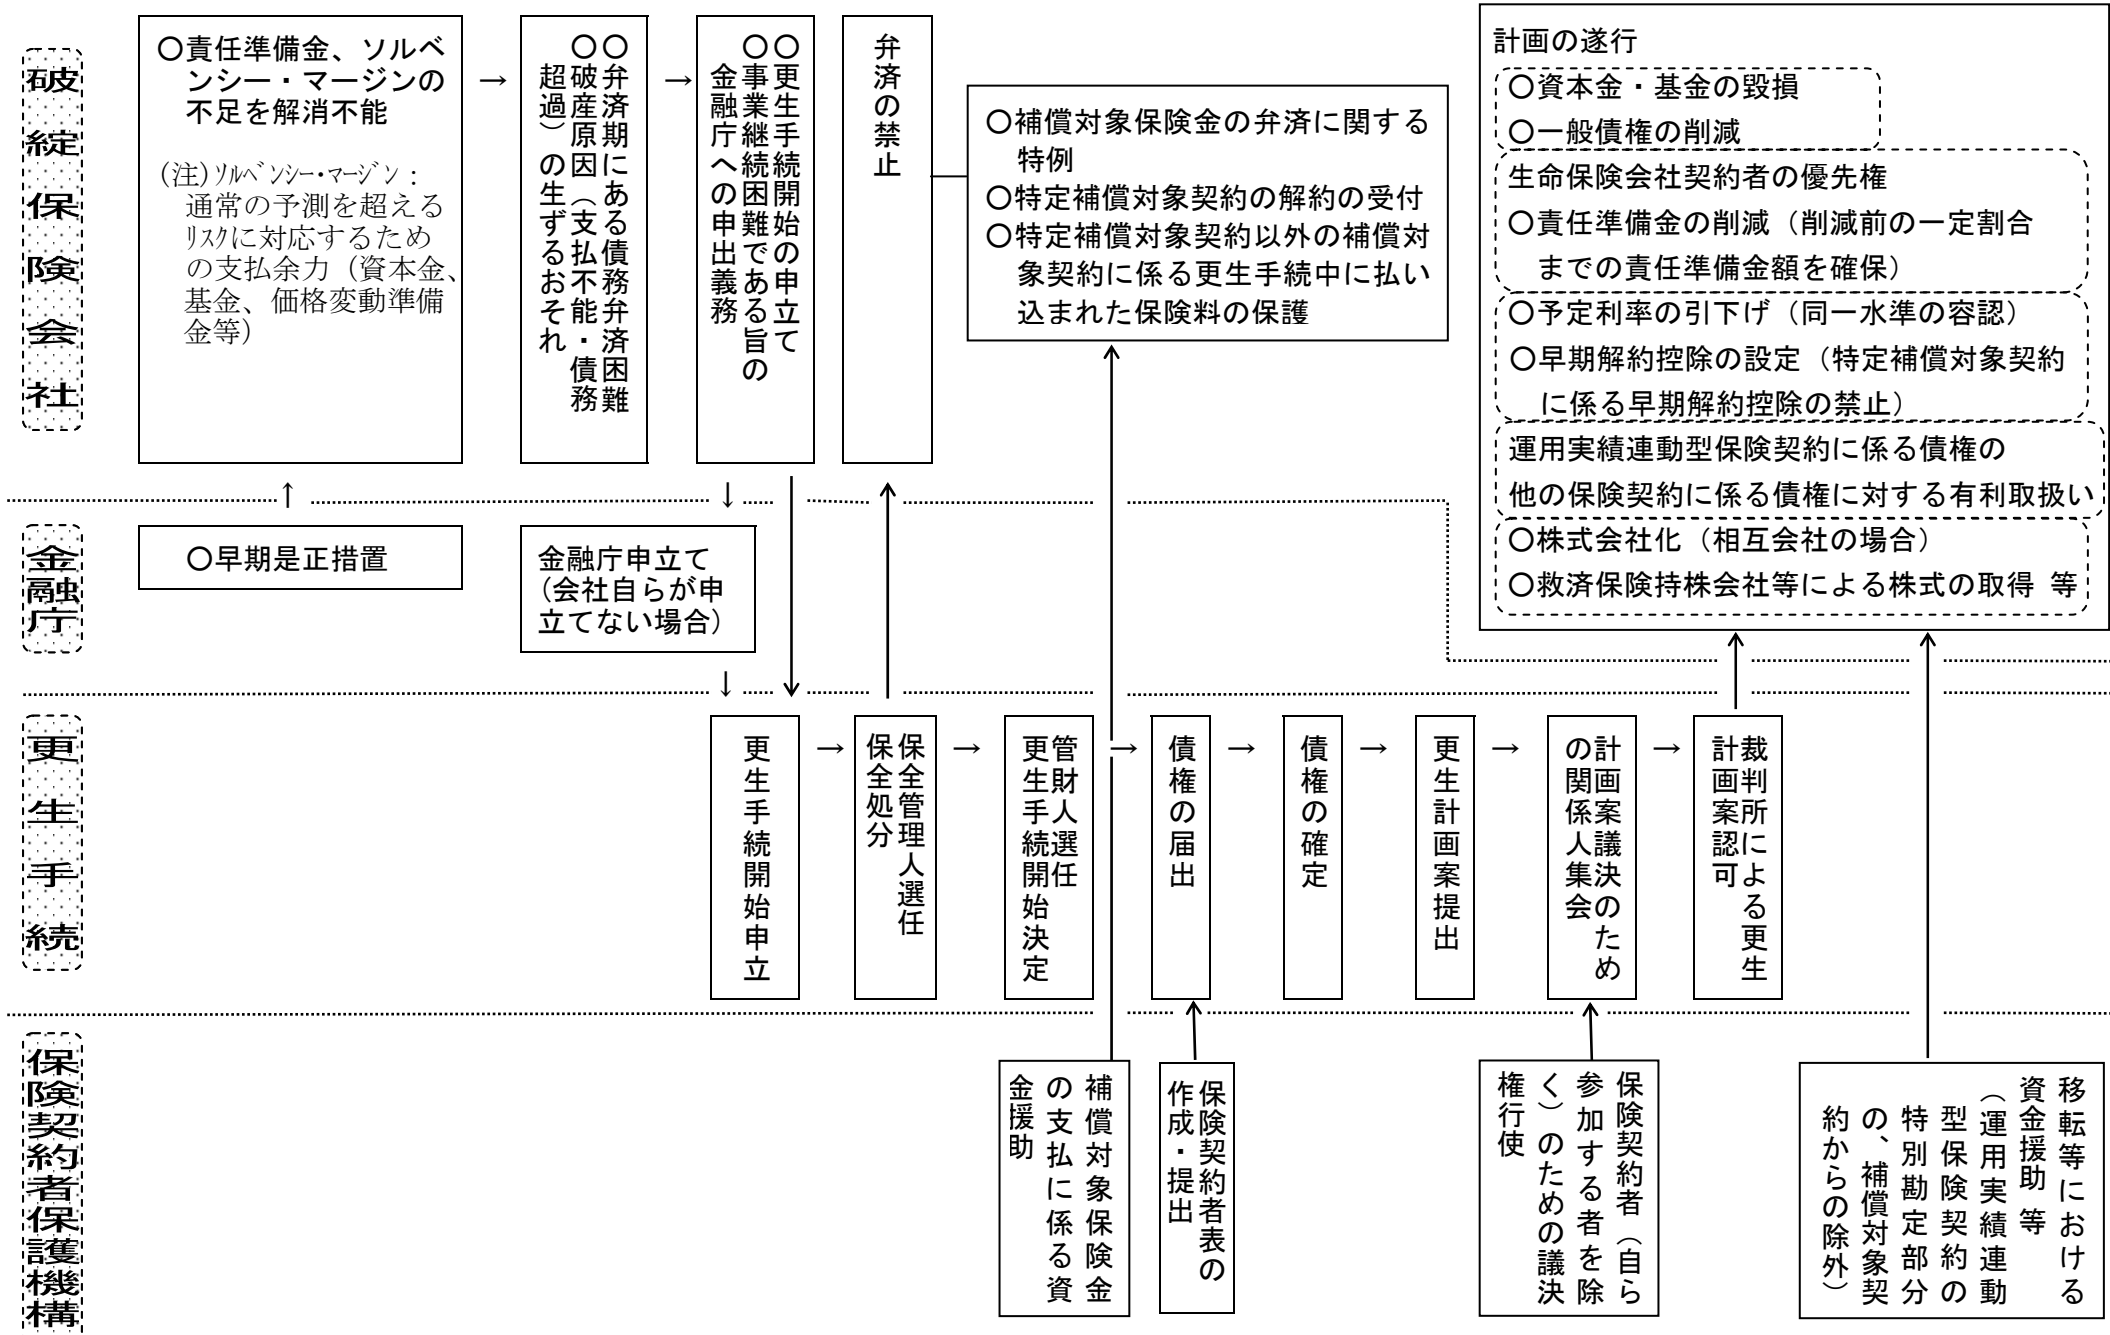 破綻保険会社
○責任準備金、ソルベ
ンシー・マージンの
不足を解消不能
(注)ソルベンシー・マージン：
通常の予測を超える
リスクに対応するため
の支払余力（資本金、
基金、価格変動準備
金等）
→
○弁済期にある債務弁済困難
○破産原因（支払不能・債務
超過）の生ずるおそれ
→
○更生手続開始の申立て
○事業継続困難である旨の
金融庁への申出義務
弁済の禁止
○補償対象保険金の弁済に関する
特例
○特定補償対象契約の解約の受付
○特定補償対象契約以外の補償対
象契約に係る更生手続中に払い
込まれた保険料の保護
計画の遂行
○資本金・基金の毀損
○一般債権の削減
生命保険会社契約者の優先権
○責任準備金の削減（削減前の一定割合
までの責任準備金額を確保）
○予定利率の引下げ（同一水準の容認）
○早期解約控除の設定（特定補償対象契約
に係る早期解約控除の禁止）
運用実績連動型保険契約に係る債権の
他の保険契約に係る債権に対する有利取扱い
○株式会社化（相互会社の場合）
○救済保険持株会社等による株式の取得 等
↑
↓
金融庁
○早期是正措置
金融庁申立て
（会社自らが申
立てない場合）
↓
更生手続
更生手続開始申立
→
保全管理人選任
保全処分
→
管財人選任
更生手続開始決定
→
債権の届出
→
債権の確定
→
更生計画案提出
→
計画案議決のため
の関係人集会
→
裁判所による更生
計画案認可
保険契約者保護機構
補償対象保険金
の支払に係る資
金援助
保険契約者表の
作成・提出
保険契約者（自ら
参加する者を除
く）のための議決
権行使
移転等における
資金援助 等
（運用実績連動
型保険契約の
特別勘定部分
の、補償対象契
約からの除外）